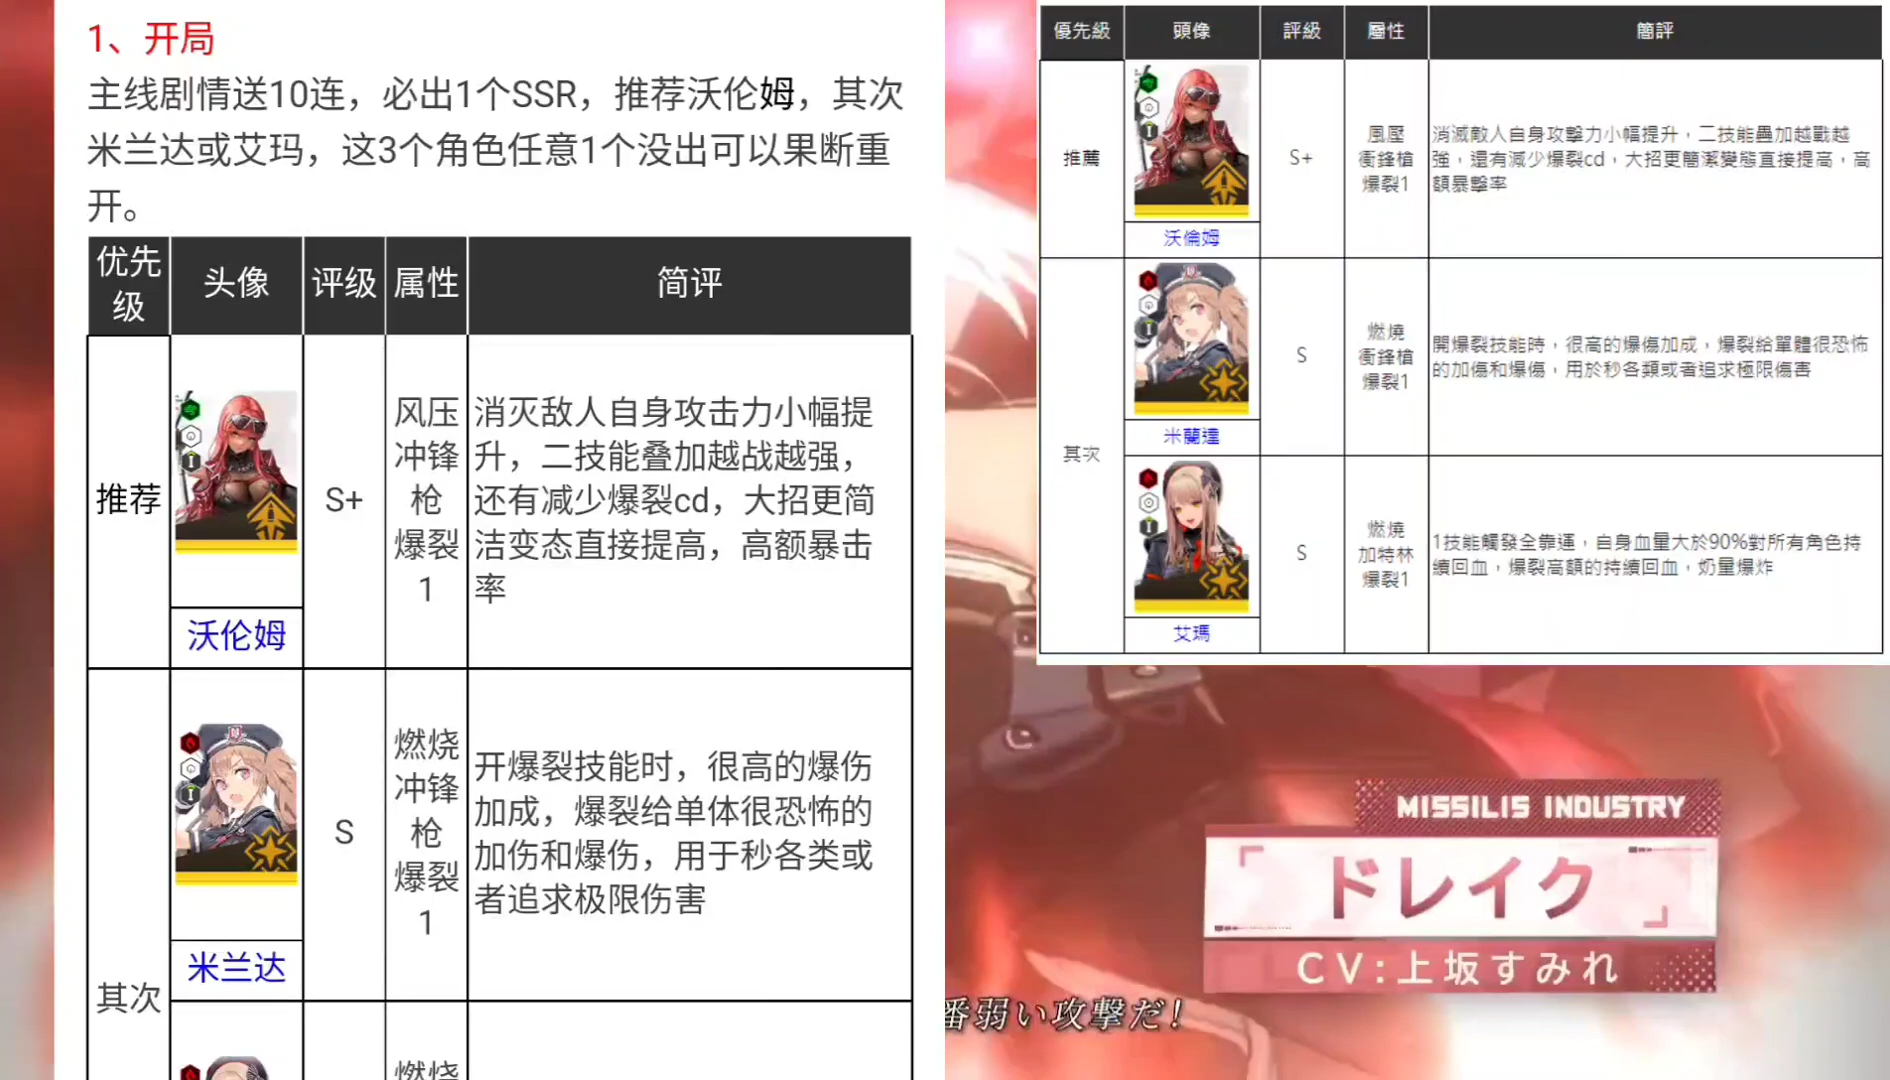 1、开局
主线剧情送10连，必出1个SSR，推荐沃伦姆，其次
米兰达或艾玛，这3个角色任意1个没出可以果断重
开。
优先
级
头像
评级
属性
简评
推荐
沃伦姆
S+
风压
冲锋
枪
爆裂
1
消灭敌人自身攻击力小幅提
升，二技能叠加越战越强，
还有减少爆裂cd，大招更简
洁变态直接提高，高额暴击
率
其次
米兰达
S
燃烧
冲锋
枪
爆裂
1
开爆裂技能时，很高的爆伤
加成，爆裂给单体很恐怖的
加伤和爆伤，用于秒各类或
者追求极限伤害
燃烧
優先級
頭像
評級
屬性
簡評
推薦
沃倫姆
S+
風壓
衝鋒槍
爆裂1
消滅敵人自身攻擊力小幅提升，二技能疊加越戰越
強，還有減少爆裂cd，大招更簡潔變態直接提高，高
額暴擊率
其次
米蘭達
S
燃燒
衝鋒槍
爆裂1
開爆裂技能時，很高的爆傷加成，爆裂給單體很恐怖
的加傷和爆傷，用於秒各類或者追求極限傷害
艾瑪
S
燃燒
加特林
爆裂1
1技能觸發全靠運，自身血量大於90%對所有角色持
續回血，爆裂高額的持續回血，奶量爆炸
MISSILIS INDUSTRY
ドレイク
CV:上坂すみれ
番弱い攻撃だ!